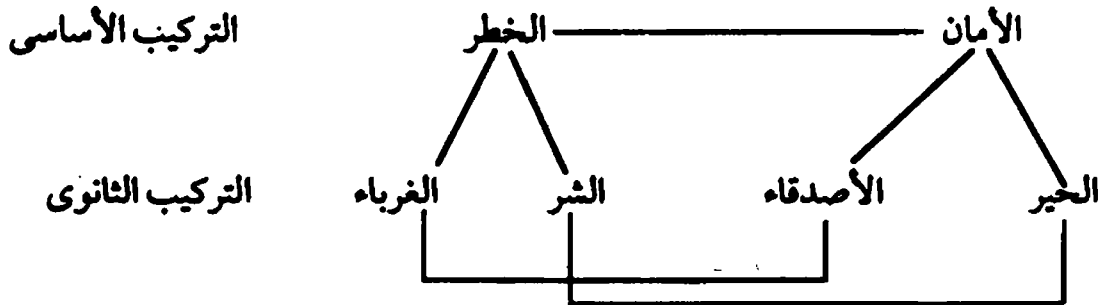 الأمان الخطر التركيب الأساسى
الخير الأصدقاء الشر الغرباء التركيب الثانوى